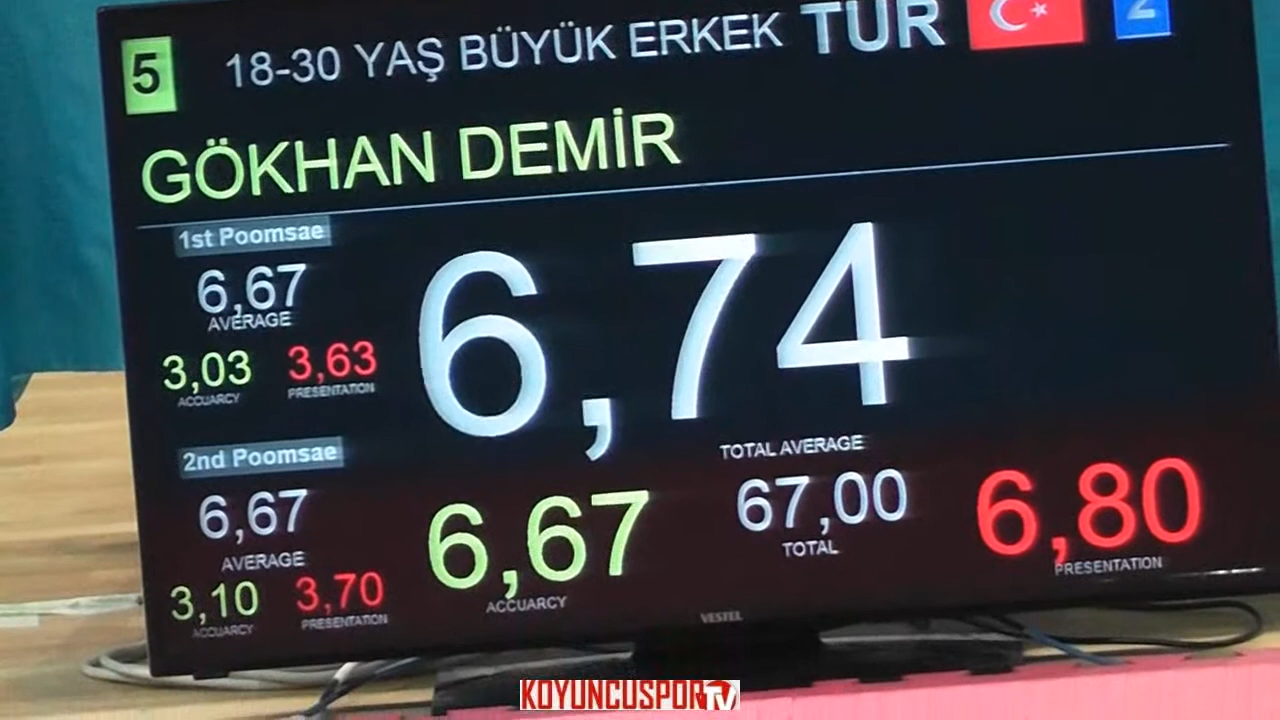 5 18-30 YAŞ BÜYÜK ERKEK TUR 2
GÖKHAN DEMİR
1st Poomsae
6,67
AVERAGE
3,03 3,63
ACCUARCY PRESENTATION
6,74
TOTAL AVERAGE
2nd Poomsae
6,67
AVERAGE
3,10 3,70
ACCUARCY PRESENTATION
6,67
ACCUARCY
67,00
TOTAL
6,80
PRESENTATION
VESTEL
KOYUNCUSPOR TV